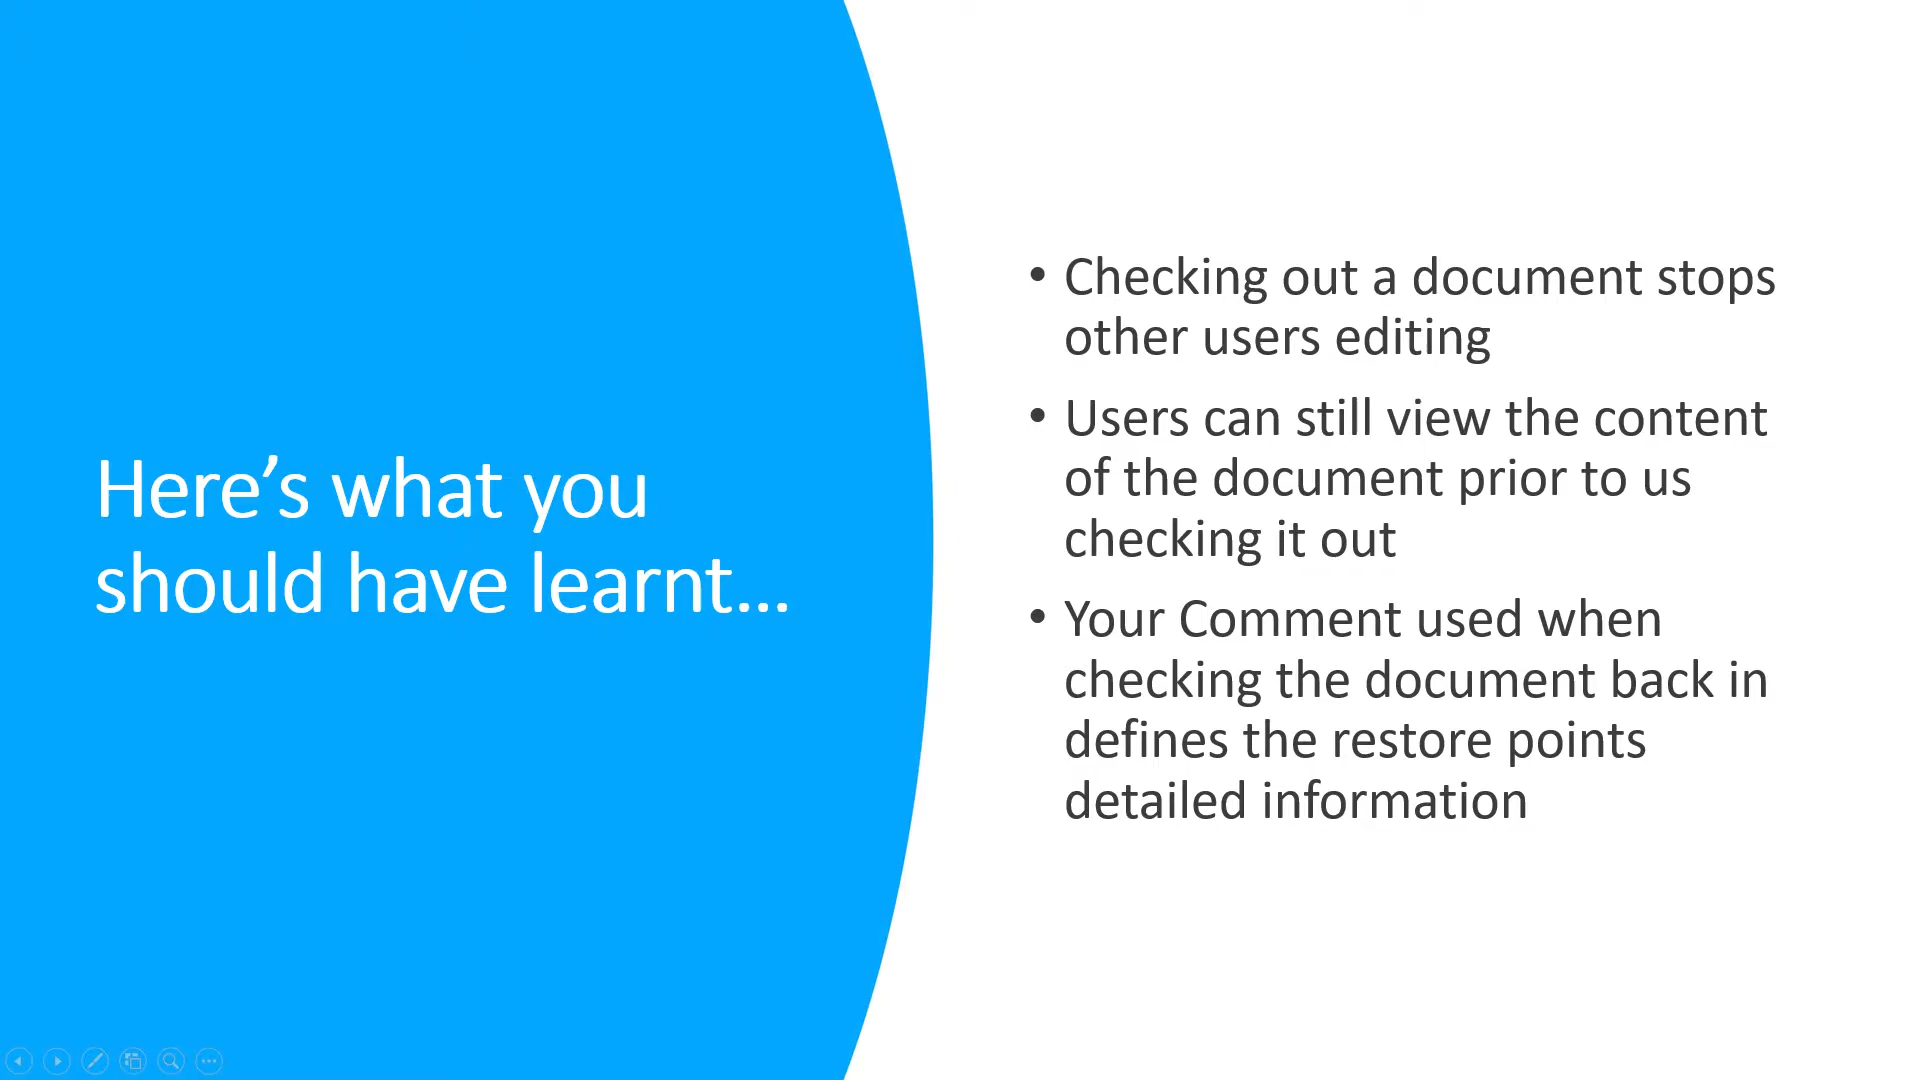 Here’s what you
should have learnt...
• Checking out a document stops
other users editing
• Users can still view the content
of the document prior to us
checking it out
• Your Comment used when
checking the document back in
defines the restore points
detailed information